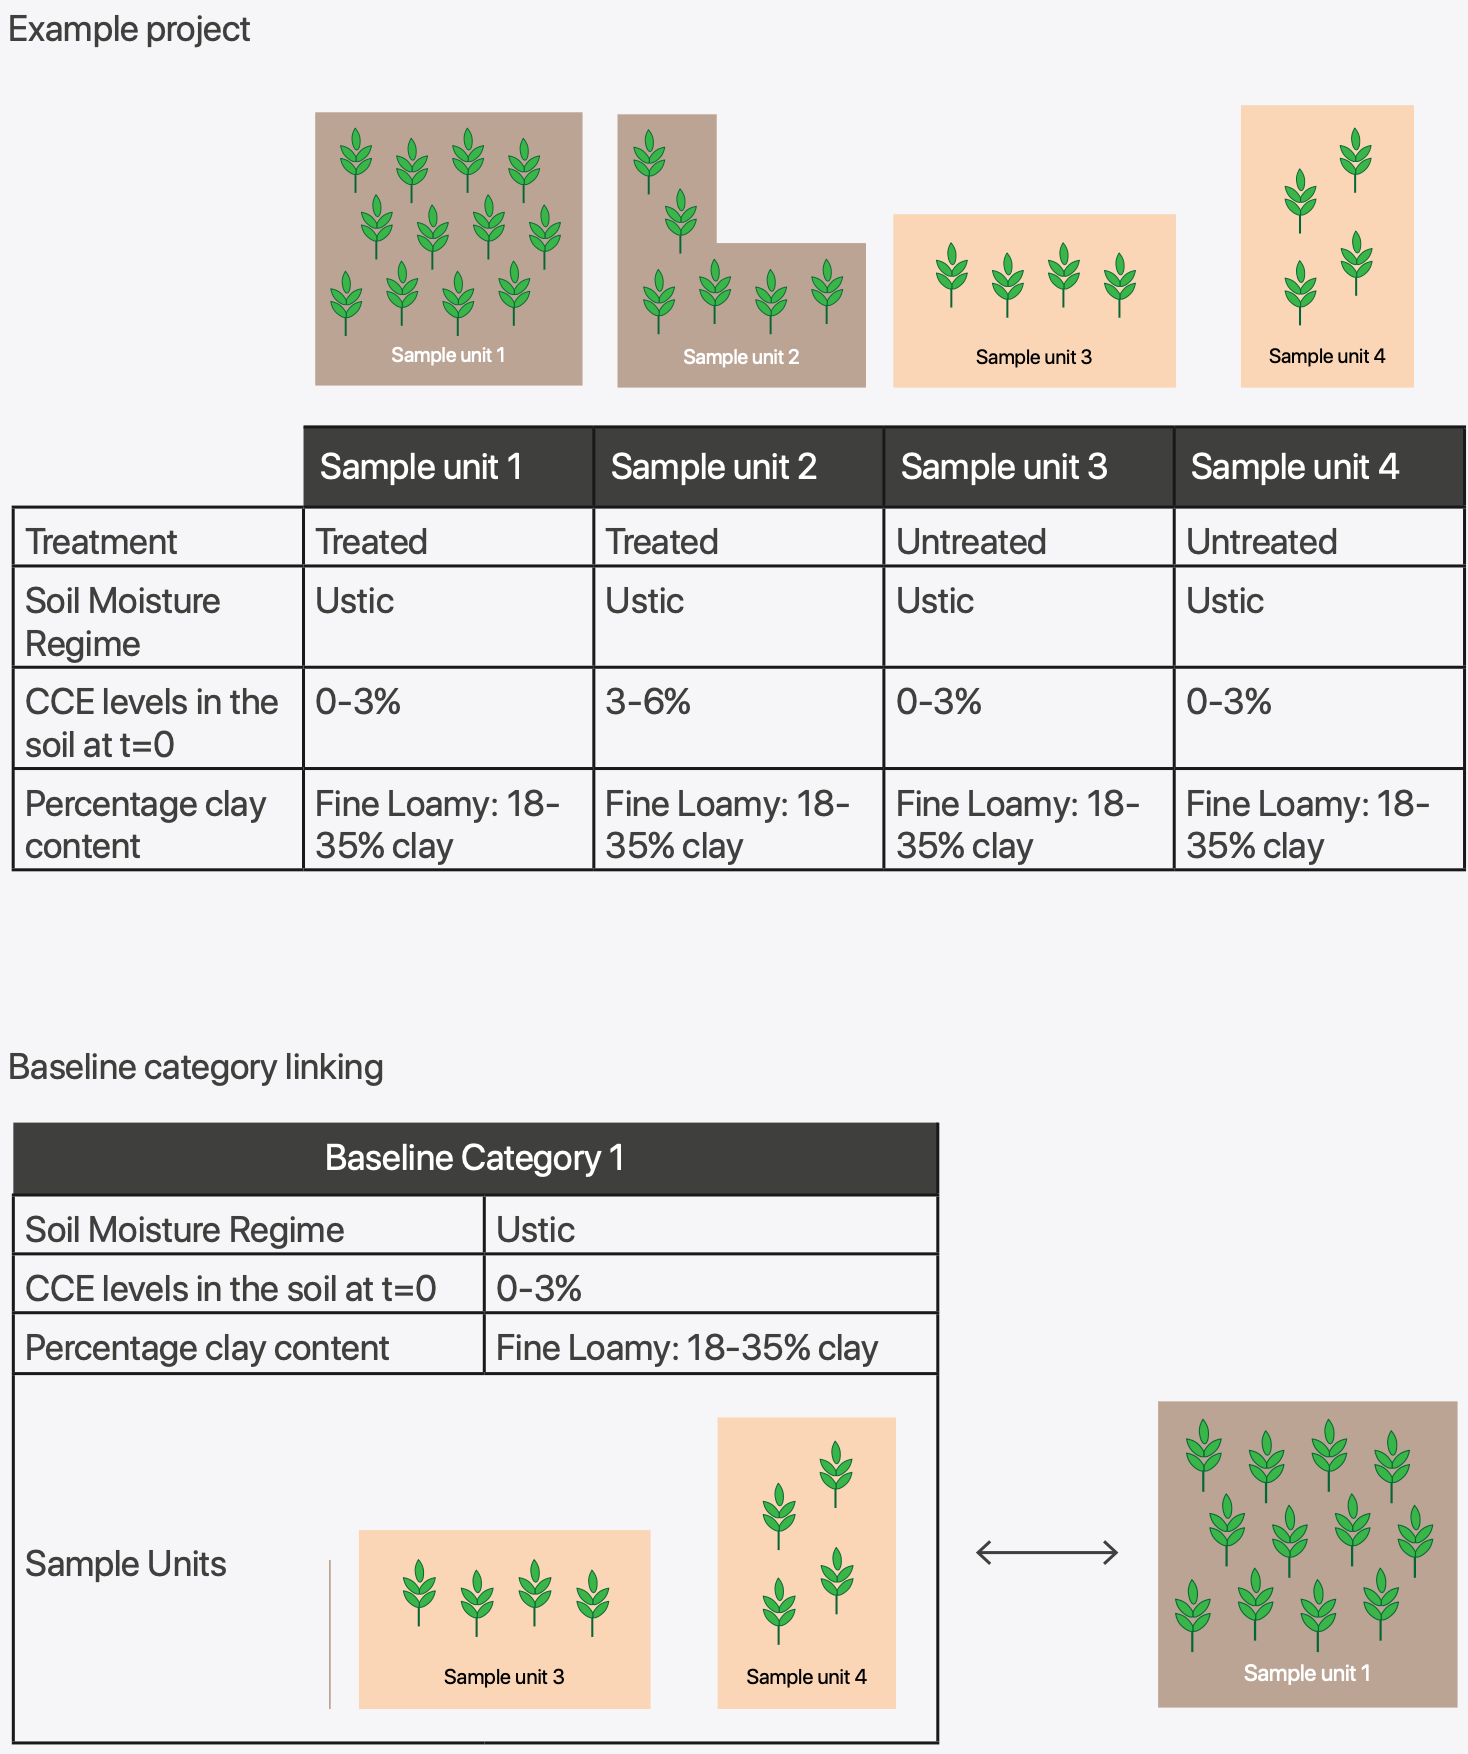 Example project
Sample unit 1
Sample unit 2
Sample unit 3
Sample unit 4
Sample unit 1 Sample unit 2 Sample unit 3 Sample unit 4
Treatment Treated Treated Untreated Untreated
Soil Moisture Ustic Ustic Ustic Ustic
Regime
CCE levels in the 0-3% 3-6% 0-3% 0-3%
soil at t=0
Percentage clay Fine Loamy: 18- Fine Loamy: 18- Fine Loamy: 18- Fine Loamy: 18-
content 35% clay 35% clay 35% clay 35% clay
Baseline category linking
Baseline Category 1
Soil Moisture Regime Ustic
CCE levels in the soil at t=0 0-3%
Percentage clay content Fine Loamy: 18-35% clay
Sample Units
Sample unit 3
Sample unit 4
Sample unit 1